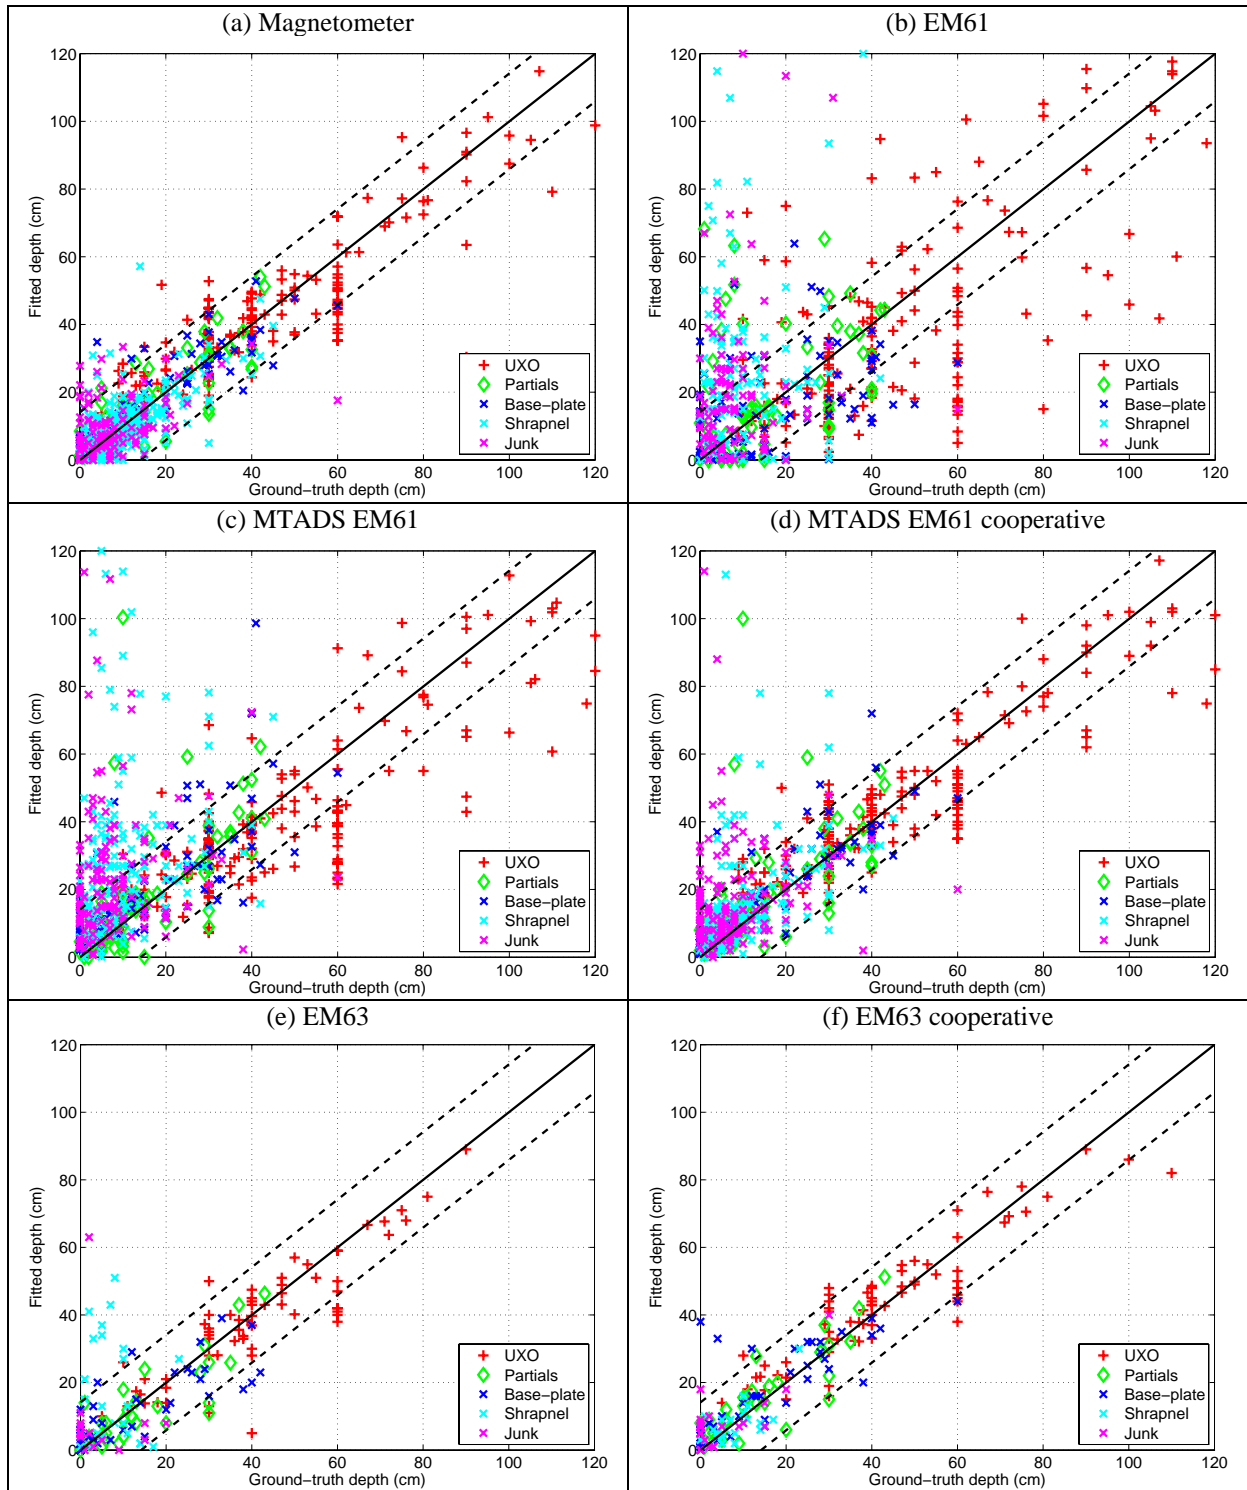 (a) Magnetometer
120
100
80
60
40
20
0
0 20 40 60 80 100 120
Fitted depth (cm)
Ground−truth depth (cm)
UXO
Partials
Base−plate
Shrapnel
Junk
(b) EM61
120
100
80
60
40
20
0
0 20 40 60 80 100 120
Fitted depth (cm)
Ground−truth depth (cm)
UXO
Partials
Base−plate
Shrapnel
Junk
(c) MTADS EM61
120
100
80
60
40
20
0
0 20 40 60 80 100 120
Fitted depth (cm)
Ground−truth depth (cm)
UXO
Partials
Base−plate
Shrapnel
Junk
(d) MTADS EM61 cooperative
120
100
80
60
40
20
0
0 20 40 60 80 100 120
Fitted depth (cm)
Ground−truth depth (cm)
UXO
Partials
Base−plate
Shrapnel
Junk
(e) EM63
120
100
80
60
40
20
0
0 20 40 60 80 100 120
Fitted depth (cm)
Ground−truth depth (cm)
UXO
Partials
Base−plate
Shrapnel
Junk
(f) EM63 cooperative
120
100
80
60
40
20
0
0 20 40 60 80 100 120
Fitted depth (cm)
Ground−truth depth (cm)
UXO
Partials
Base−plate
Shrapnel
Junk